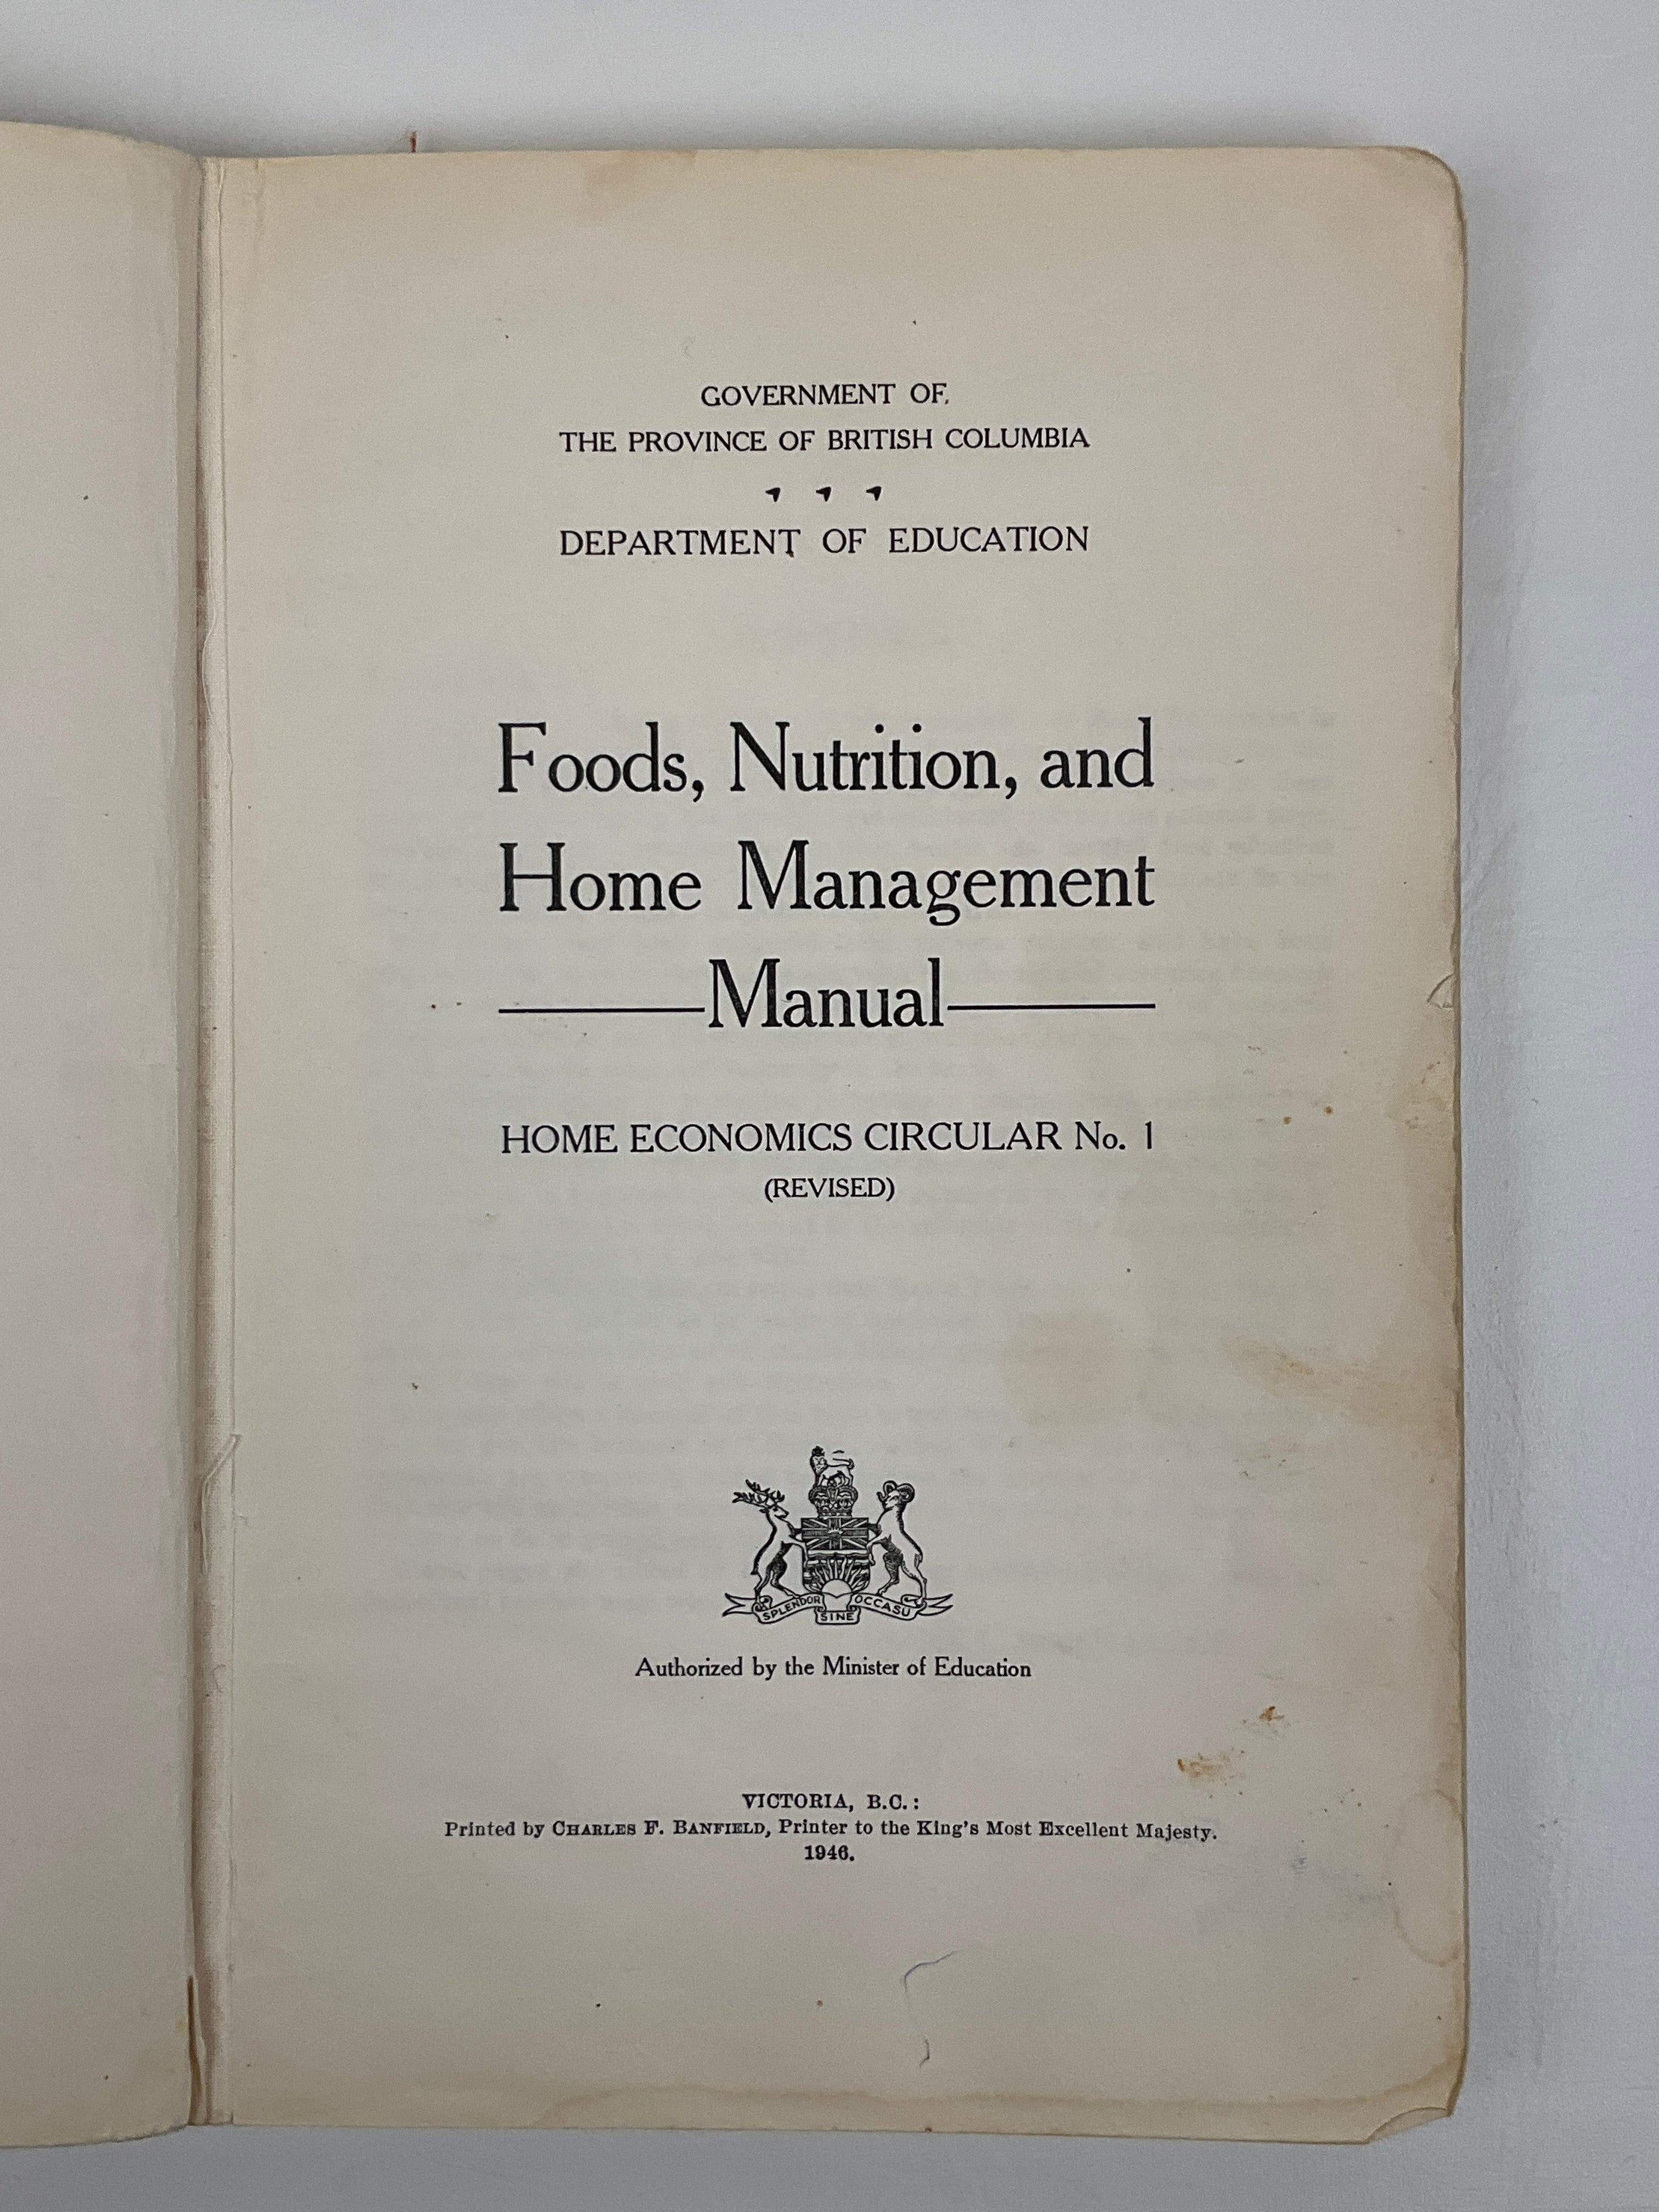 GOVERNMENT OF
THE PROVINCE OF BRITISH COLUMBIA
DEPARTMENT OF EDUCATION
Foods, Nutrition, and
Home Management
Manual
HOME ECONOMICS CIRCULAR No. 1
(REVISED)
SPLENDOR SINE OCCASU
Authorized by the Minister of Education
VICTORIA, B.C.:
Printed by CHARLES F. BANFIELD, Printer to the King's Most Excellent Majesty.
1946.